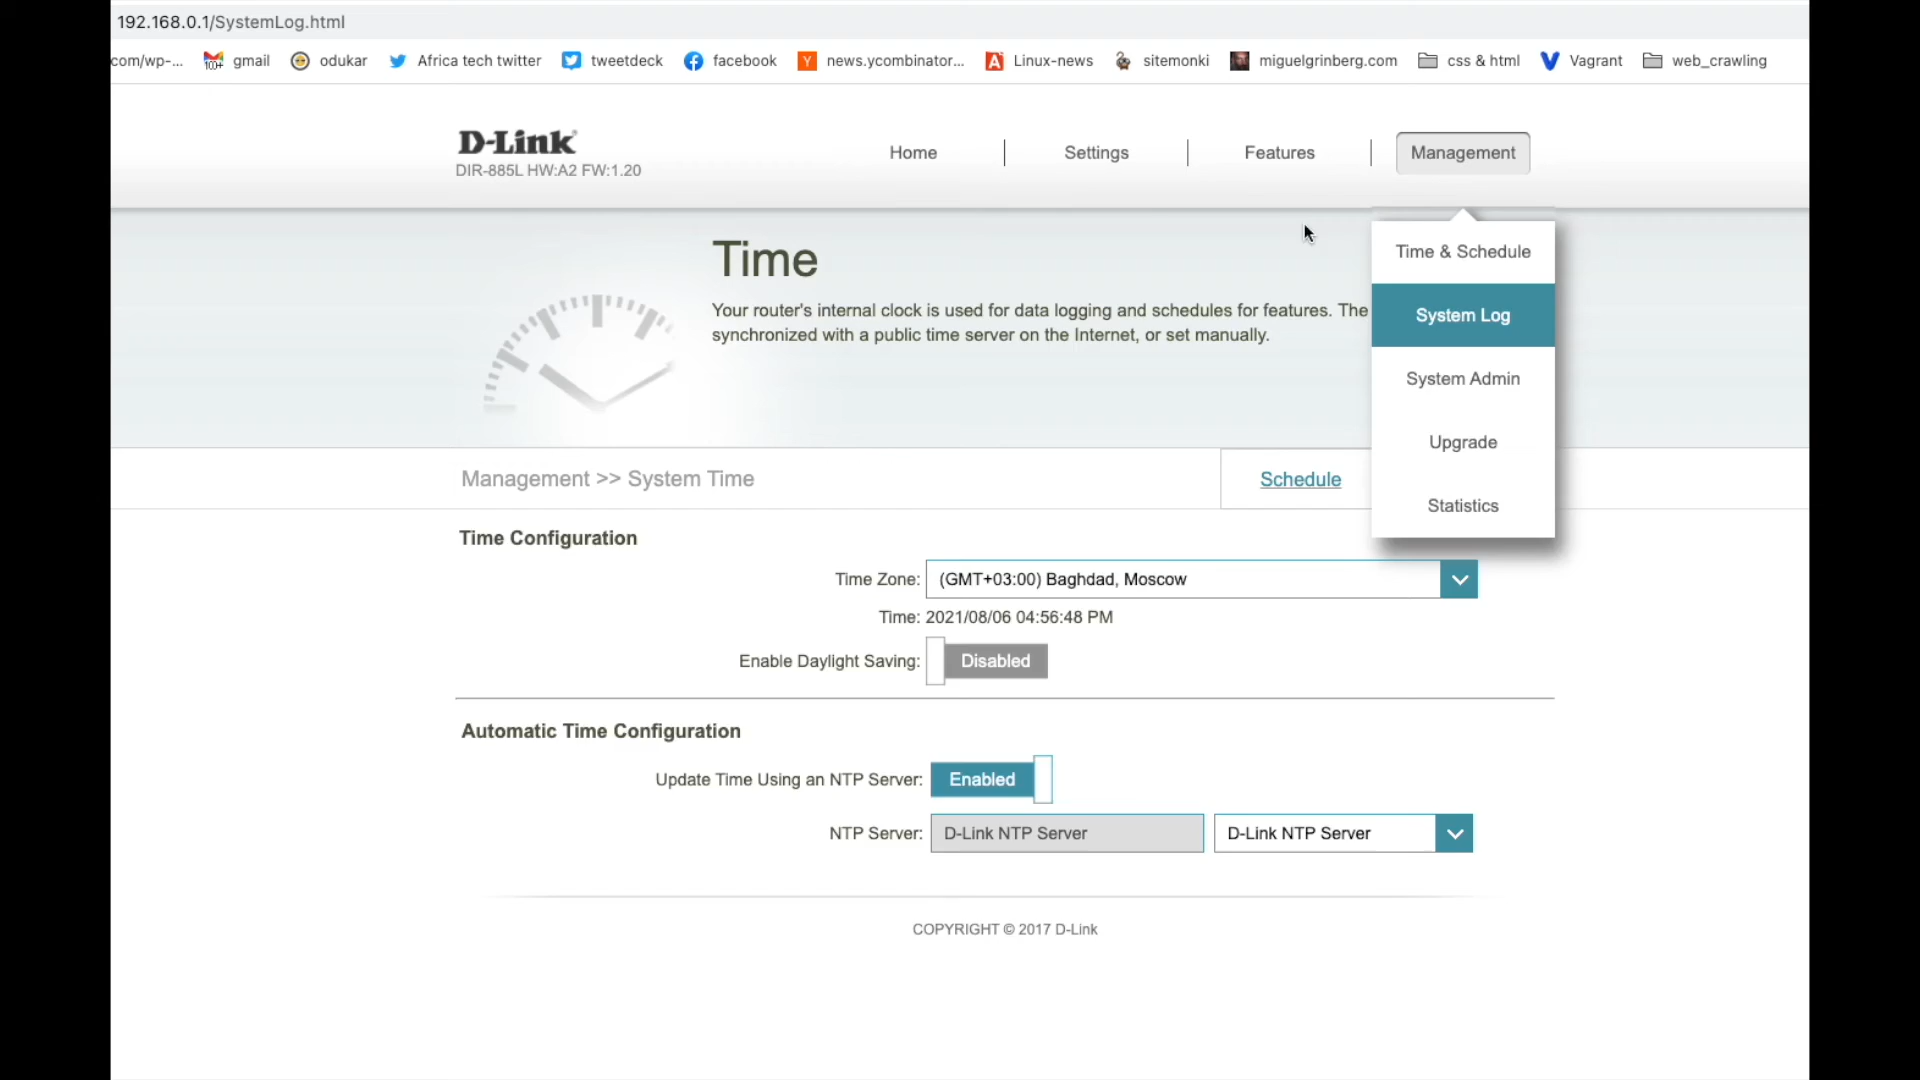 192.168.0.1/SystemLog.html
com/wp-... gmail odukar Africa tech twitter tweetdeck facebook news.ycombinator... Linux-news sitemonki miguelgrinberg.com css & html Vagrant web_crawling
D-Link
DIR-885L HW:A2 FW:1.20
Home Settings Features Management
Time & Schedule
System Log
System Admin
Upgrade
Statistics
Time
Your router's internal clock is used for data logging and schedules for features. The
synchronized with a public time server on the Internet, or set manually.
Management >> System Time Schedule
Time Configuration
Time Zone: (GMT+03:00) Baghdad, Moscow
Time: 2021/08/06 04:56:48 PM
Enable Daylight Saving: Disabled
Automatic Time Configuration
Update Time Using an NTP Server: Enabled
NTP Server: D-Link NTP Server D-Link NTP Server
COPYRIGHT © 2017 D-Link